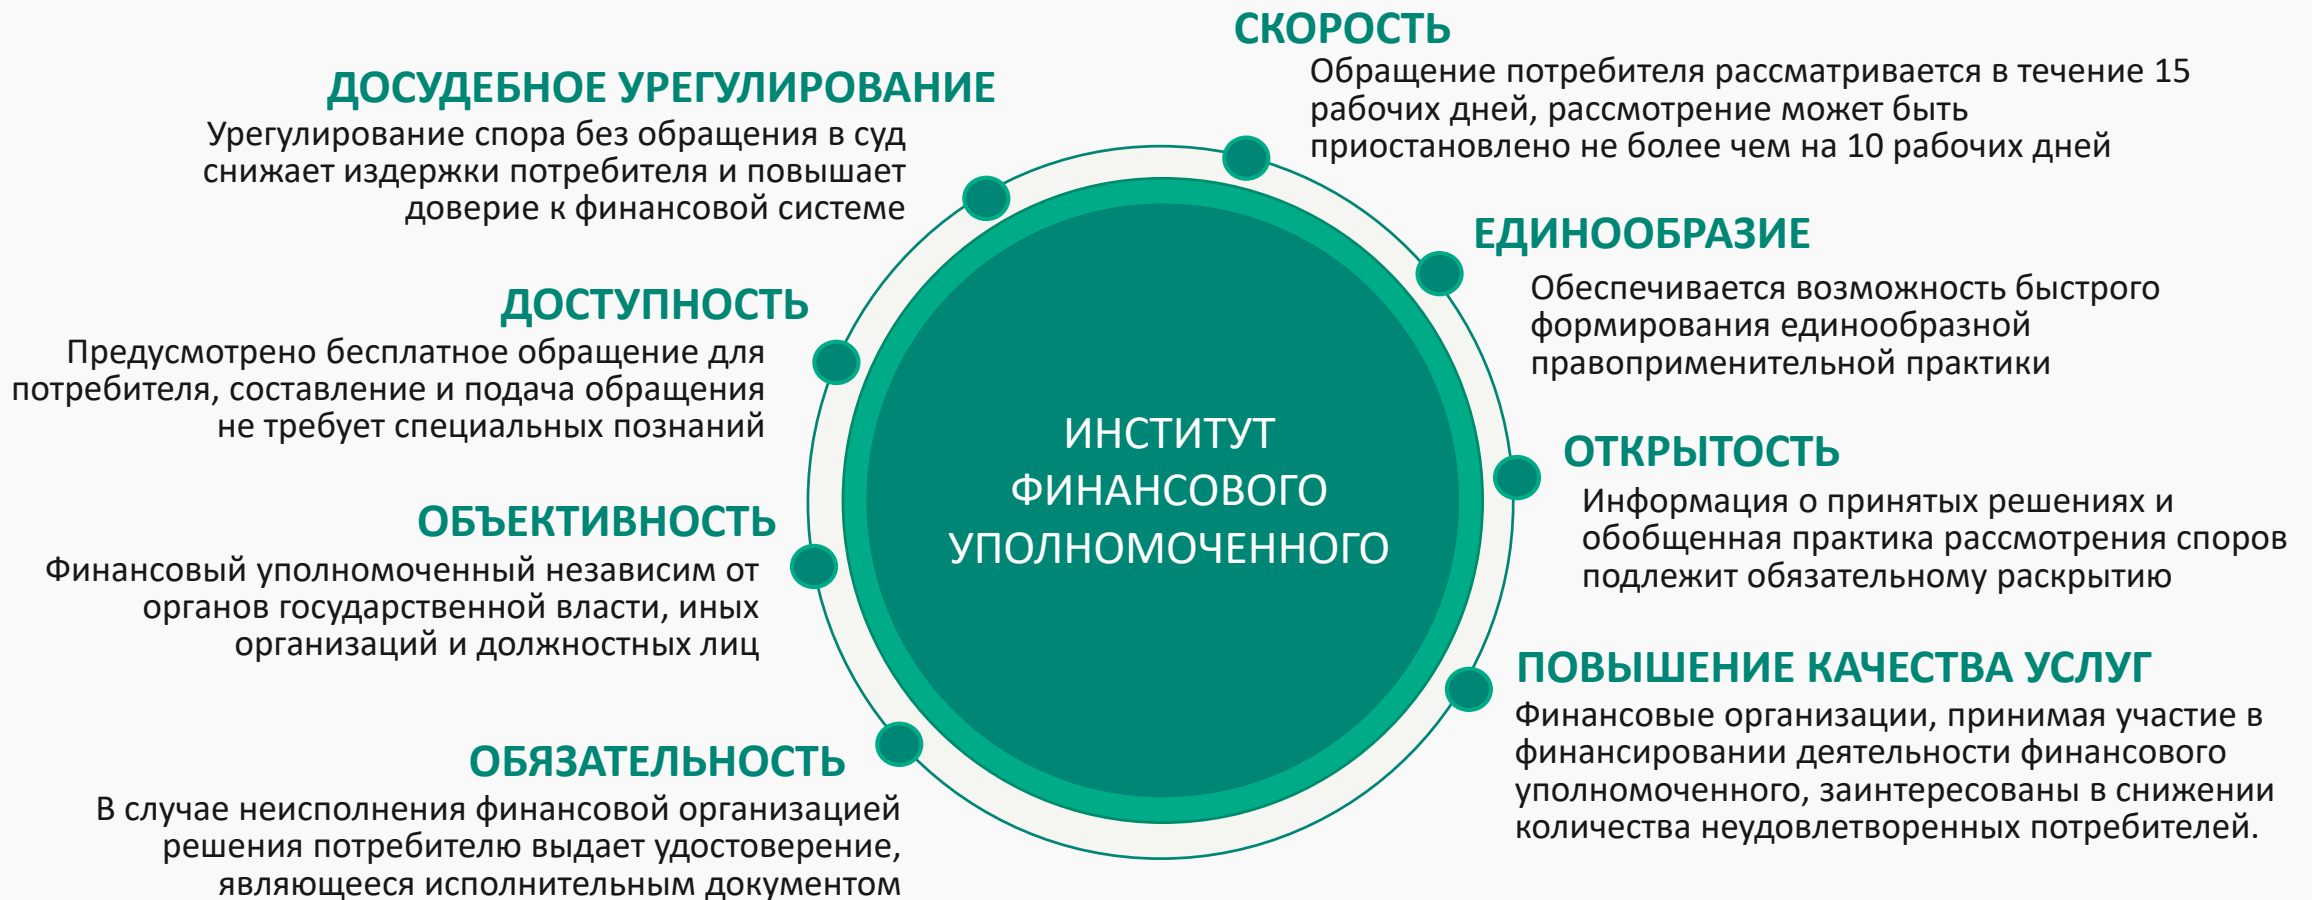 ДОСУДЕБНОЕ УРЕГУЛИРОВАНИЕ
Урегулирование спора без обращения в суд
снижает издержки потребителя и повышает
доверие к финансовой системе
ДОСТУПНОСТЬ
Предусмотрено бесплатное обращение для
потребителя, составление и подача обращения
не требует специальных познаний
ОБЪЕКТИВНОСТЬ
Финансовый уполномоченный независим от
органов государственной власти, иных
организаций и должностных лиц
ОБЯЗАТЕЛЬНОСТЬ
В случае неисполнения финансовой организацией
решения потребителю выдает удостоверение,
являющееся исполнительным документом
ИНСТИТУТ
ФИНАНСОВОГО
УПОЛНОМОЧЕННОГО
СКОРОСТЬ
Обращение потребителя рассматривается в течение 15
рабочих дней, рассмотрение может быть
приостановлено не более чем на 10 рабочих дней
ЕДИНООБРАЗИЕ
Обеспечивается возможность быстрого
формирования единообразной
правоприменительной практики
ОТКРЫТОСТЬ
Информация о принятых решениях и
обобщенная практика рассмотрения споров
подлежит обязательному раскрытию
ПОВЫШЕНИЕ КАЧЕСТВА УСЛУГ
Финансовые организации, принимая участие в
финансировании деятельности финансового
уполномоченного, заинтересованы в снижении
количества неудовлетворенных потребителей.